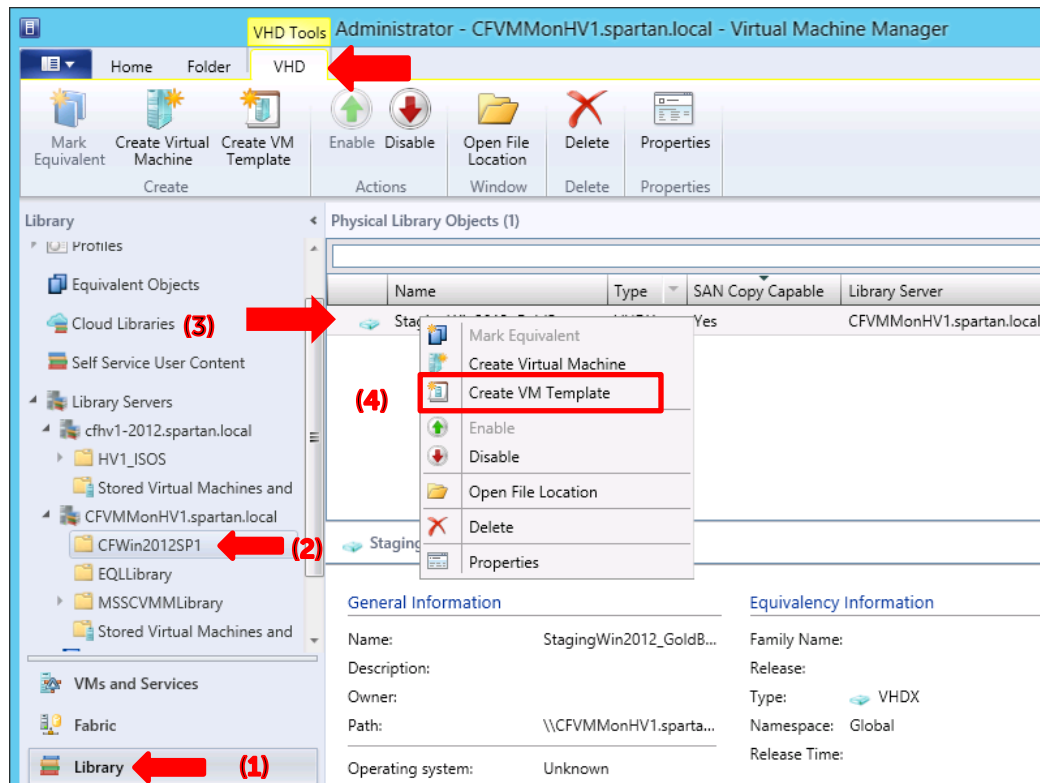 VHD Tools
Administrator - CFVMMonHV1.spartan.local - Virtual Machine Manager
Home
Folder
VHD
Mark Equivalent
Create Virtual Machine
Create VM Template
Enable
Disable
Open File Location
Delete
Properties
Create
Actions
Window
Delete
Properties
Library
Profiles
Equivalent Objects
Cloud Libraries
(3)
Self Service User Content
Library Servers
cfhv1-2012.spartan.local
HV1_ISOS
Stored Virtual Machines and
CFVMMonHV1.spartan.local
CFWin2012SP1
(2)
EQLLibrary
MSSCVMMLibrary
Stored Virtual Machines and
VMs and Services
Fabric
Library
(1)
Physical Library Objects (1)
Name
Type
SAN Copy Capable
Library Server
Yes
CFVMMonHV1.spartan.local
(4)
Mark Equivalent
Create Virtual Machine
Create VM Template
Enable
Disable
Open File Location
Delete
Properties
Staging
General Information
Name:
StagingWin2012_GoldB...
Description:
Owner:
Path:
\\CFVMMonHV1.sparta...
Operating system:
Unknown
Equivalency Information
Family Name:
Release:
Type:
VHDX
Namespace:
Global
Release Time: